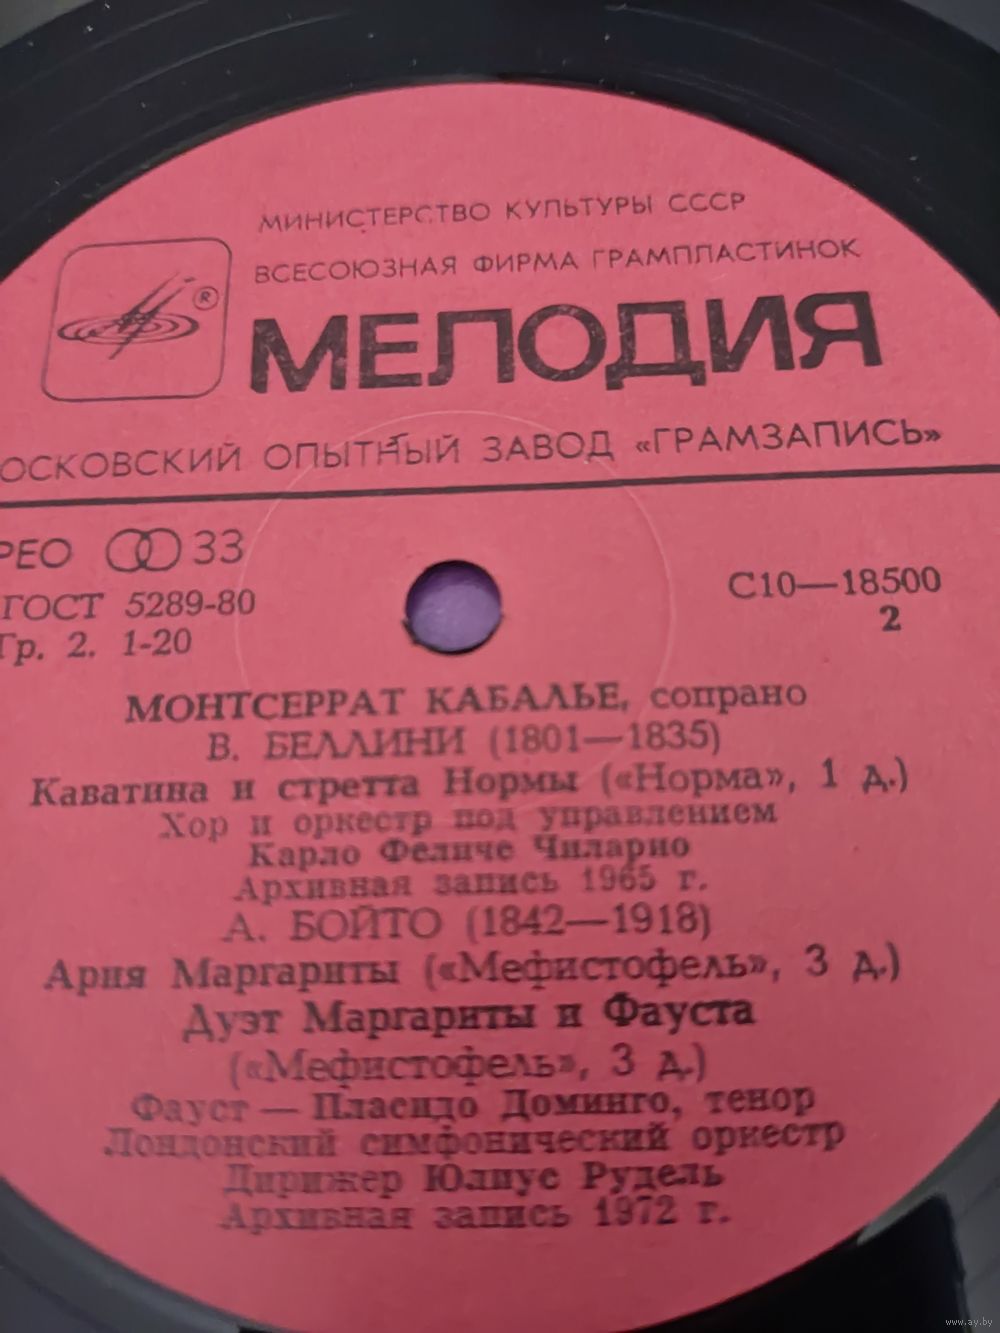 МИНИСТЕРСТВО КУЛЬТУРЫ СССР
ВСЕСОЮЗНАЯ ФИРМА ГРАМПЛАСТИНОК
®
МЕЛОДИЯ
ОСКОВСКИЙ ОПЫТНЫЙ ЗАВОД «ГРАМЗАПИСЬ»
РЕО 33
ГОСТ 5289-80
Гр. 2. 1-20
С10—18500
2
МОНТСЕРРАТ КАБАЛЬЕ, сопрано
В. БЕЛЛИНИ (1801—1835)
Каватина и стретта Нормы («Норма», 1 д.)
Хор и оркестр под управлением
Карло Феличе Чиларио
Архивная запись 1965 г.
А. БОЙТО (1842—1918)
Ария Маргариты («Мефистофель», 3 д.)
Дуэт Маргариты и Фауста
(«Мефистофель», 3 д.)
Фауст — Пласидо Доминго, тенор
Лондонский симфонический оркестр
Дирижер Юлиус Рудель
Архивная запись 1972 г.
www.ay.by